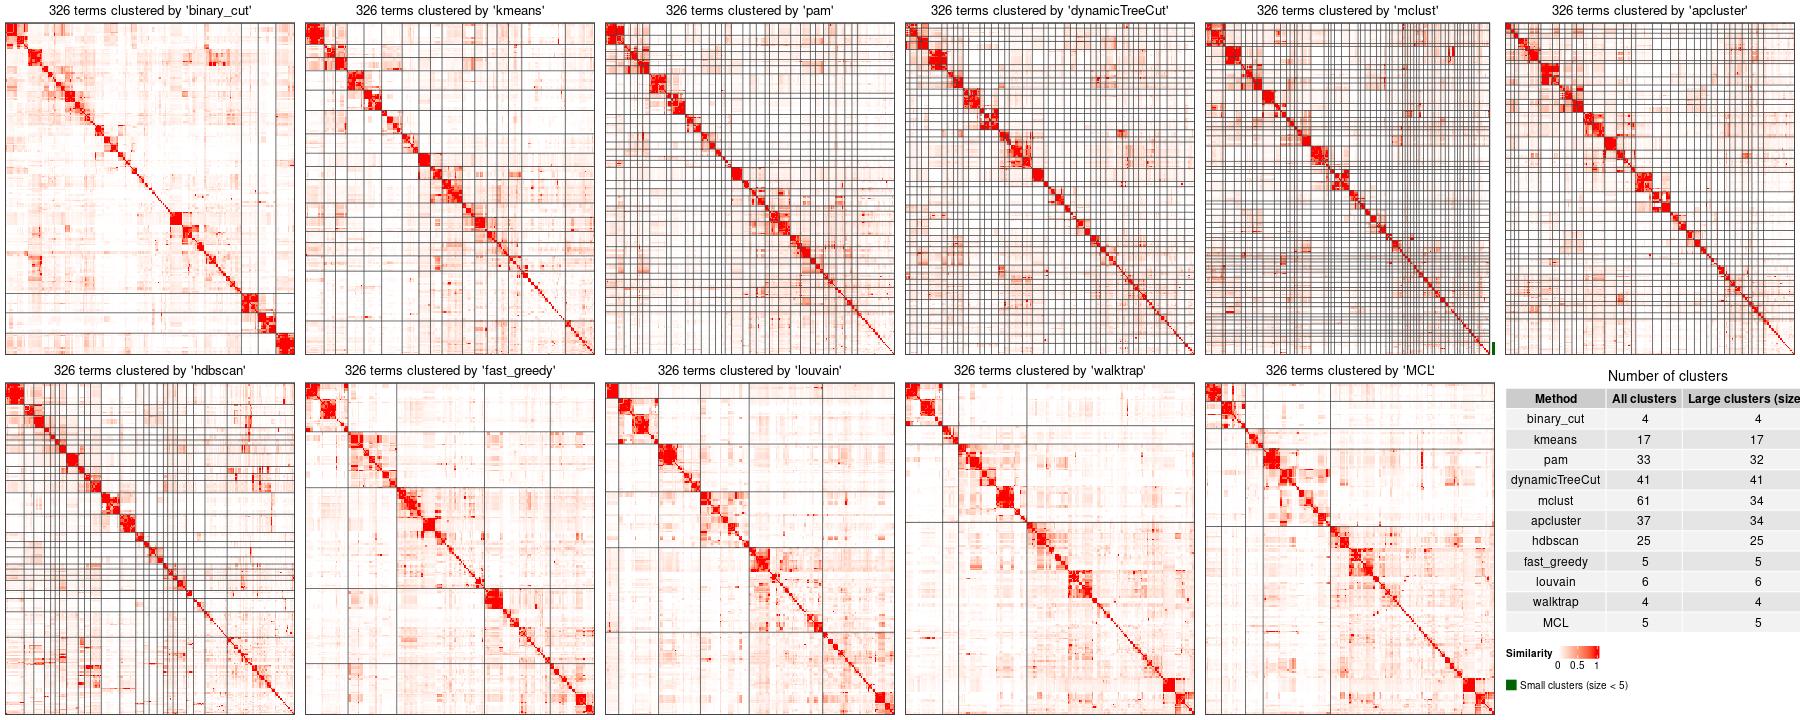 326 terms clustered by 'binary_cut'
326 terms clustered by 'kmeans'
326 terms clustered by 'pam'
326 terms clustered by 'dynamicTreeCut'
326 terms clustered by 'mclust'
326 terms clustered by 'apcluster'
326 terms clustered by 'hdbscan'
326 terms clustered by 'fast_greedy'
326 terms clustered by 'louvain'
326 terms clustered by 'walktrap'
326 terms clustered by 'MCL'
Number of clusters
Method All clusters Large clusters (size
binary_cut 4 4
kmeans 17 17
pam 33 32
dynamicTreeCut 41 41
mclust 61 34
apcluster 37 34
hdbscan 25 25
fast_greedy 5 5
louvain 6 6
walktrap 4 4
MCL 5 5
Similarity
0 0.5 1
Small clusters (size < 5)